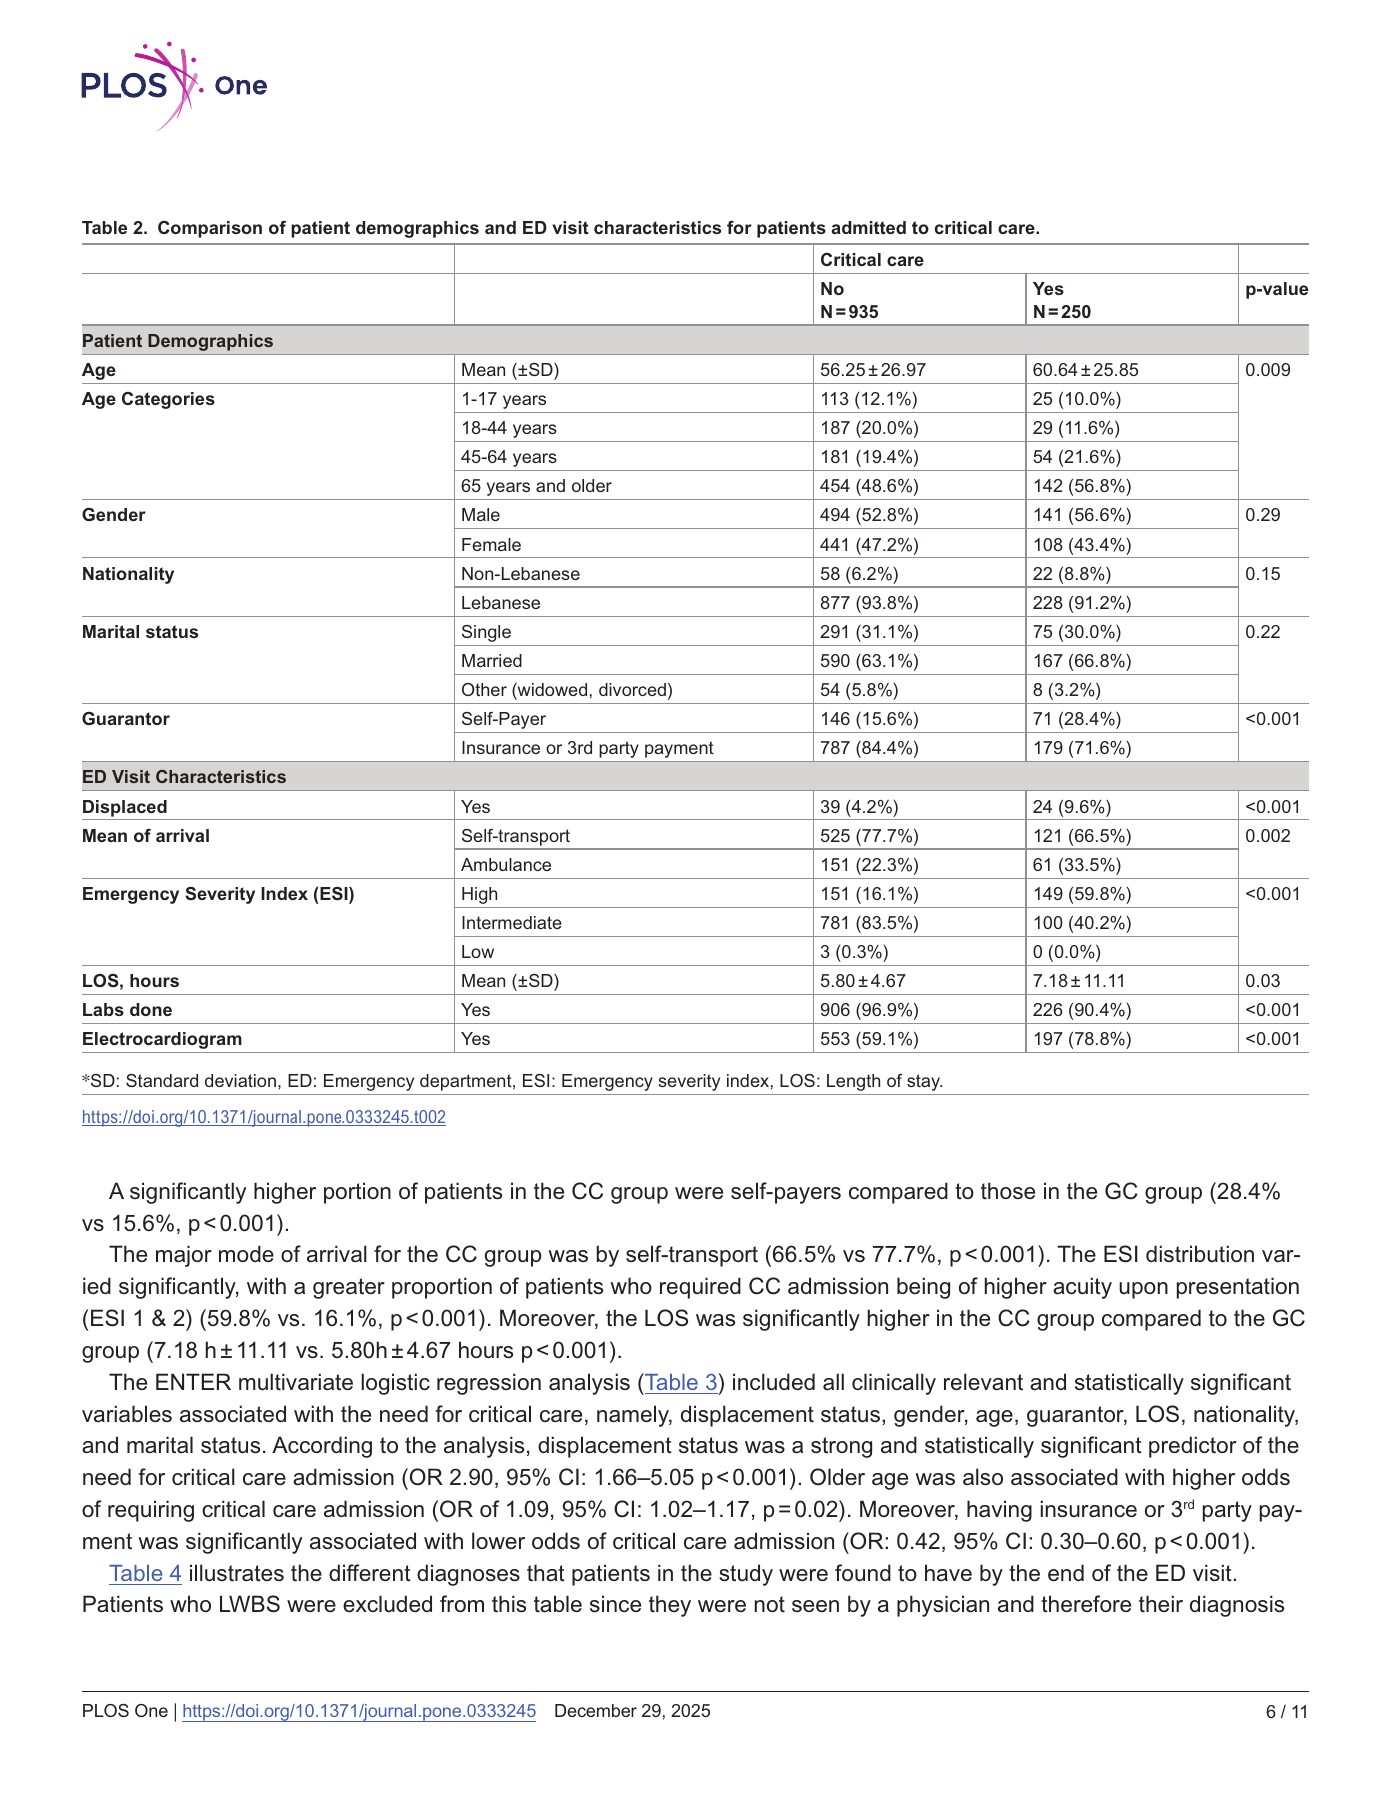 PLOS One
Table 2. Comparison of patient demographics and ED visit characteristics for patients admitted to critical care.
Critical care
No Yes p-value
N=935 N=250
Patient Demographics
Age Mean (±SD) 56.25±26.97 60.64±25.85 0.009
Age Categories 1-17 years 113 (12.1%) 25 (10.0%)
18-44 years 187 (20.0%) 29 (11.6%)
45-64 years 181 (19.4%) 54 (21.6%)
65 years and older 454 (48.6%) 142 (56.8%)
Gender Male 494 (52.8%) 141 (56.6%) 0.29
Female 441 (47.2%) 108 (43.4%)
Nationality Non-Lebanese 58 (6.2%) 22 (8.8%) 0.15
Lebanese 877 (93.8%) 228 (91.2%)
Marital status Single 291 (31.1%) 75 (30.0%) 0.22
Married 590 (63.1%) 167 (66.8%)
Other (widowed, divorced) 54 (5.8%) 8 (3.2%)
Guarantor Self-Payer 146 (15.6%) 71 (28.4%) <0.001
Insurance or 3rd party payment 787 (84.4%) 179 (71.6%)
ED Visit Characteristics
Displaced Yes 39 (4.2%) 24 (9.6%) <0.001
Mean of arrival Self-transport 525 (77.7%) 121 (66.5%) 0.002
Ambulance 151 (22.3%) 61 (33.5%)
Emergency Severity Index (ESI) High 151 (16.1%) 149 (59.8%) <0.001
Intermediate 781 (83.5%) 100 (40.2%)
Low 3 (0.3%) 0 (0.0%)
LOS, hours Mean (±SD) 5.80±4.67 7.18±11.11 0.03
Labs done Yes 906 (96.9%) 226 (90.4%) <0.001
Electrocardiogram Yes 553 (59.1%) 197 (78.8%) <0.001
*SD: Standard deviation, ED: Emergency department, ESI: Emergency severity index, LOS: Length of stay.
https://doi.org/10.1371/journal.pone.0333245.t002
A significantly higher portion of patients in the CC group were self-payers compared to those in the GC group (28.4%
vs 15.6%, p<0.001).
The major mode of arrival for the CC group was by self-transport (66.5% vs 77.7%, p<0.001). The ESI distribution var-
ied significantly, with a greater proportion of patients who required CC admission being of higher acuity upon presentation
(ESI 1 & 2) (59.8% vs. 16.1%, p<0.001). Moreover, the LOS was significantly higher in the CC group compared to the GC
group (7.18 h±11.11 vs. 5.80h±4.67 hours p<0.001).
The ENTER multivariate logistic regression analysis (Table 3) included all clinically relevant and statistically significant
variables associated with the need for critical care, namely, displacement status, gender, age, guarantor, LOS, nationality,
and marital status. According to the analysis, displacement status was a strong and statistically significant predictor of the
need for critical care admission (OR 2.90, 95% CI: 1.66–5.05 p<0.001). Older age was also associated with higher odds
of requiring critical care admission (OR of 1.09, 95% CI: 1.02–1.17, p=0.02). Moreover, having insurance or 3rd party pay-
ment was significantly associated with lower odds of critical care admission (OR: 0.42, 95% CI: 0.30–0.60, p<0.001).
Table 4 illustrates the different diagnoses that patients in the study were found to have by the end of the ED visit.
Patients who LWBS were excluded from this table since they were not seen by a physician and therefore their diagnosis
PLOS One | https://doi.org/10.1371/journal.pone.0333245 December 29, 2025 6 / 11